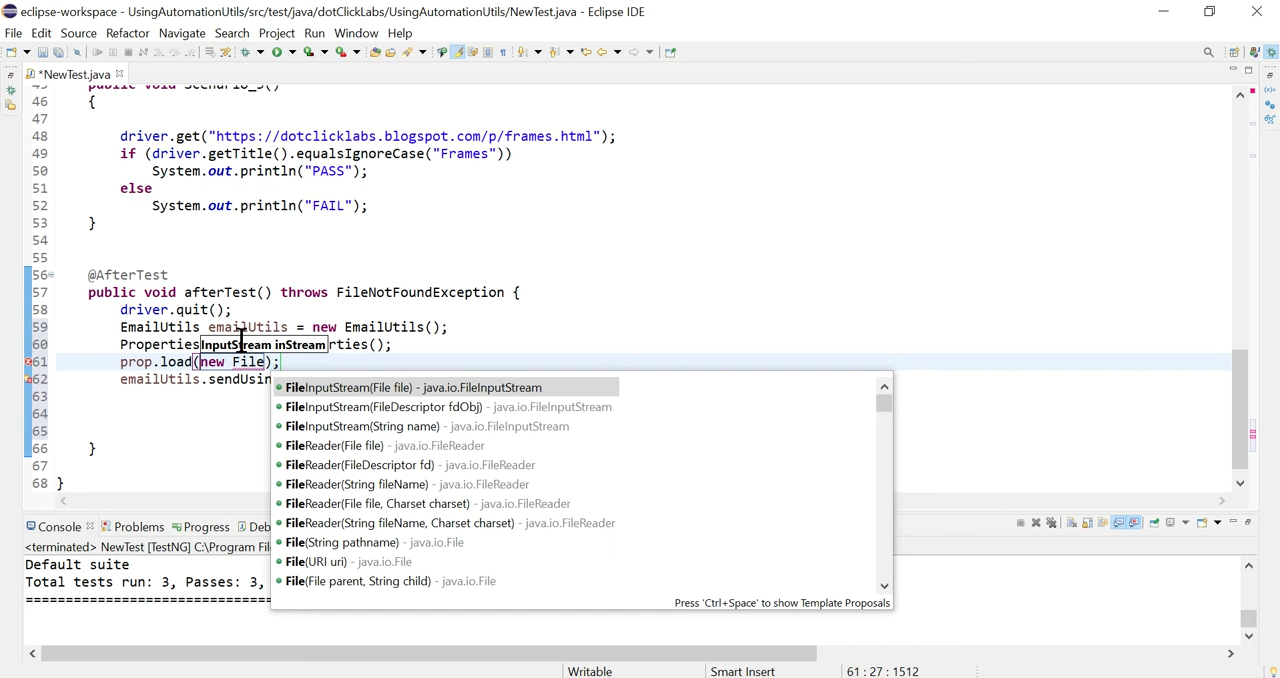 eclipse-workspace - UsingAutomationUtils/src/test/java/dotClickLabs/UsingAutomationUtils/NewTest.java - Eclipse IDE
File Edit Source Refactor Navigate Search Project Run Window Help
*NewTest.java
46 {
47
48 driver.get("https://dotclicklabs.blogspot.com/p/frames.html");
49 if (driver.getTitle().equalsIgnoreCase("Frames"))
50 System.out.println("PASS");
51 else
52 System.out.println("FAIL");
53 }
54
55
56 @AfterTest
57 public void afterTest() throws FileNotFoundException {
58 driver.quit();
59 EmailUtils emailUtils = new EmailUtils();
60 Properties InputStream inStream rties();
61 prop.load(new File);
62 emailUtils.sendUsin
63
64
65
66 }
67
68 }
FileInputStream(File file) - java.io.FileInputStream
FileInputStream(FileDescriptor fdObj) - java.io.FileInputStream
FileInputStream(String name) - java.io.FileInputStream
FileReader(File file) - java.io.FileReader
FileReader(FileDescriptor fd) - java.io.FileReader
FileReader(String fileName) - java.io.FileReader
FileReader(File file, Charset charset) - java.io.FileReader
FileReader(String fileName, Charset charset) - java.io.FileReader
File(String pathname) - java.io.File
File(URI uri) - java.io.File
File(File parent, String child) - java.io.File
Press 'Ctrl+Space' to show Template Proposals
Console Problems Progress Deb
<terminated> NewTest [TestNG] C:\Program Fil
Default suite
Total tests run: 3, Passes: 3,
Writable Smart Insert 61 : 27 : 1512